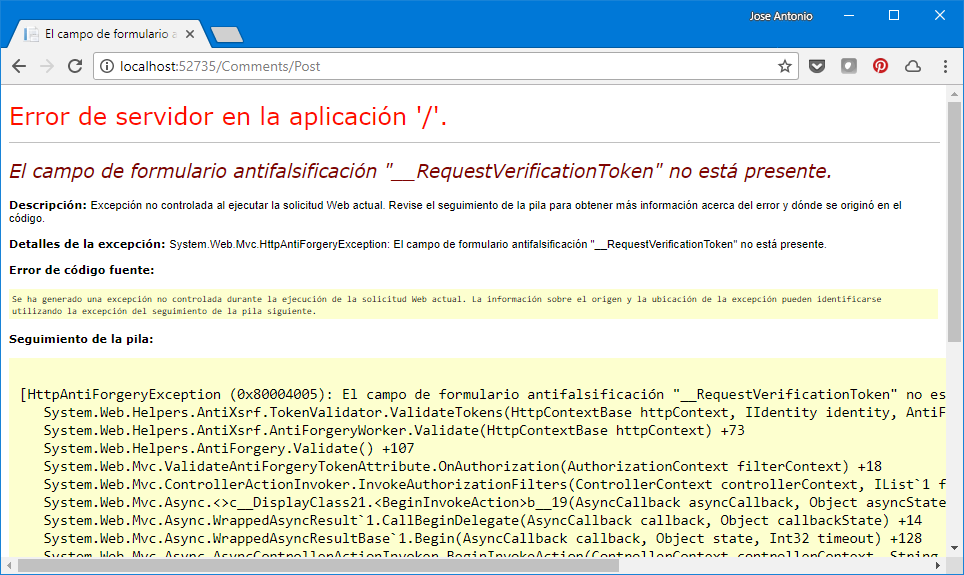 Jose Antonio
El campo de formulario a
localhost:52735/Comments/Post
Error de servidor en la aplicación '/'.
El campo de formulario antifalsificación "__RequestVerificationToken" no está presente.
Descripción: Excepción no controlada al ejecutar la solicitud Web actual. Revise el seguimiento de la pila para obtener más información acerca del error y dónde se originó en el
código.
Detalles de la excepción: System.Web.Mvc.HttpAntiForgeryException: El campo de formulario antifalsificación "__RequestVerificationToken" no está presente.
Error de código fuente:
Se ha generado una excepción no controlada durante la ejecución de la solicitud Web actual. La información sobre el origen y la ubicación de la excepción pueden identificarse
utilizando la excepción del seguimiento de la pila siguiente.
Seguimiento de la pila:
[HttpAntiForgeryException (0x80004005): El campo de formulario antifalsificación "__RequestVerificationToken" no es
System.Web.Helpers.AntiXsrf.TokenValidator.ValidateTokens(HttpContextBase httpContext, IIdentity identity, AntiF
System.Web.Helpers.AntiXsrf.AntiForgeryWorker.Validate(HttpContextBase httpContext) +73
System.Web.Helpers.AntiForgery.Validate() +107
System.Web.Mvc.ValidateAntiForgeryTokenAttribute.OnAuthorization(AuthorizationContext filterContext) +18
System.Web.Mvc.ControllerActionInvoker.InvokeAuthorizationFilters(ControllerContext controllerContext, IList`1 f
System.Web.Mvc.Async.<>c__DisplayClass21.<BeginInvokeAction>b__19(AsyncCallback asyncCallback, Object asyncState
System.Web.Mvc.Async.WrappedAsyncResult`1.CallBeginDelegate(AsyncCallback callback, Object callbackState) +14
System.Web.Mvc.Async.WrappedAsyncResultBase`1.Begin(AsyncCallback callback, Object state, Int32 timeout) +128
System.Web.Mvc.Async.AsyncControllerActionInvoker.BeginInvokeAction(ControllerContext controllerContext, String